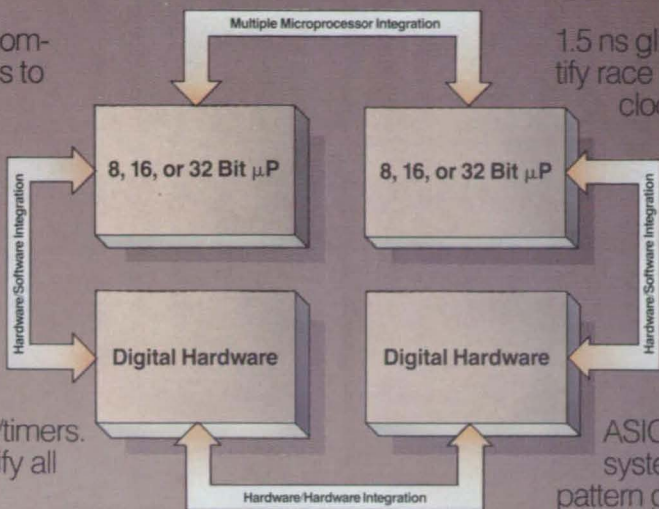 Multiple Microprocessor Integration
om-
s to
1.5 ns gl
tify race
cloc
8, 16, or 32 Bit µP
8, 16, or 32 Bit µP
Hardware/Software Integration
Hardware/Software Integration
Digital Hardware
Digital Hardware
/timers.
ify all
ASIC
syste
pattern g
Hardware/Hardware Integration